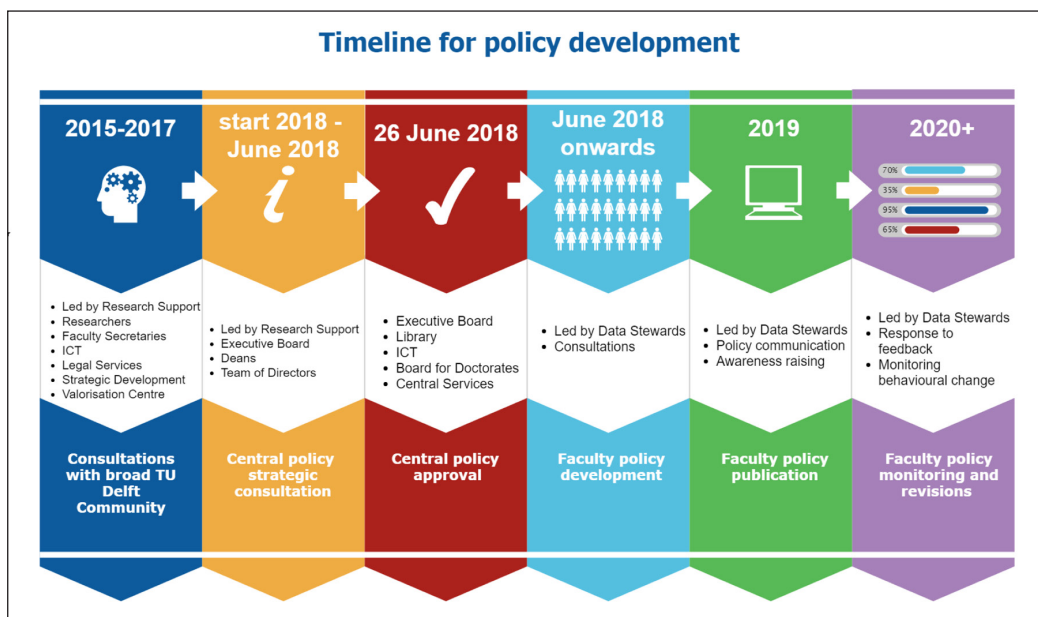 Timeline for policy development
2015-2017
start 2018 -
June 2018
26 June 2018
June 2018
onwards
2019
2020+
70%
35%
95%
65%
• Led by Research Support
• Researchers
• Faculty Secretaries
• ICT
• Legal Services
• Strategic Development
• Valorisation Centre
• Led by Research Support
• Executive Board
• Deans
• Team of Directors
• Executive Board
• Library
• ICT
• Board for Doctorates
• Central Services
• Led by Data Stewards
• Consultations
• Led by Data Stewards
• Policy communication
• Awareness raising
• Led by Data Stewards
• Response to
feedback
• Monitoring
behavioural change
Consultations
with broad TU
Delft
Community
Central policy
strategic
consultation
Central policy
approval
Faculty policy
development
Faculty policy
publication
Faculty policy
monitoring and
revisions